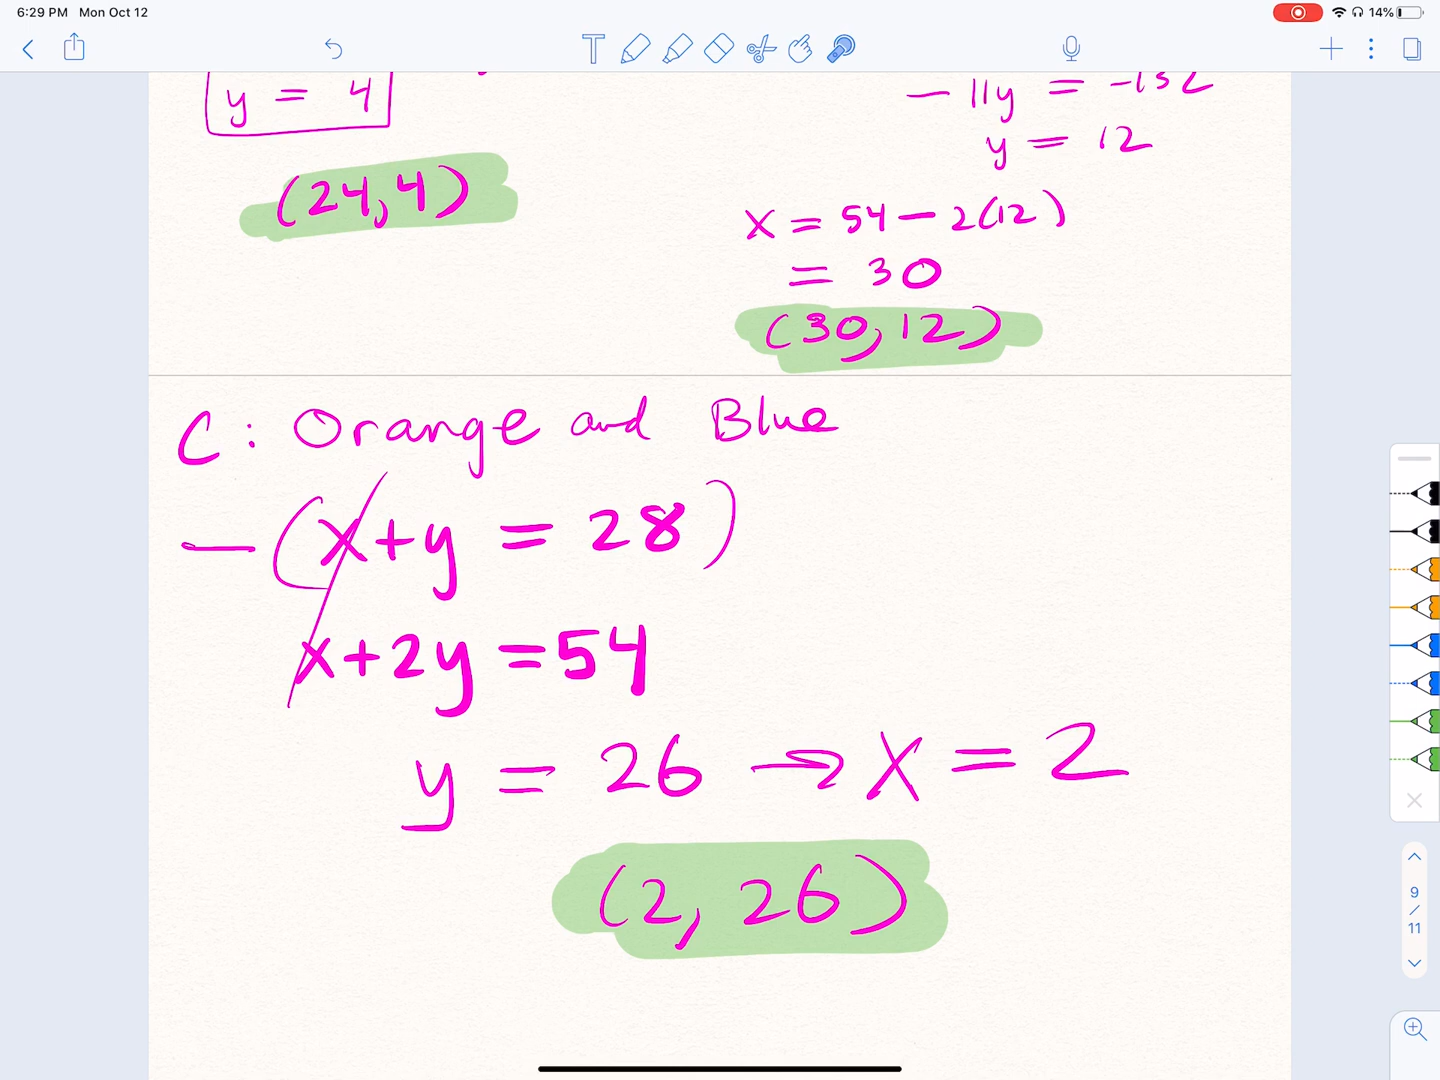 6:29 PM Mon Oct 12
14%
y = 4
(24,4)
- 11y = -132
y = 12
x = 54 - 2(12)
= 30
(30,12)
C: Orange and Blue
-(x+y = 28)
x+2y=54
y = 26 → x = 2
(2, 26)
9
/
11